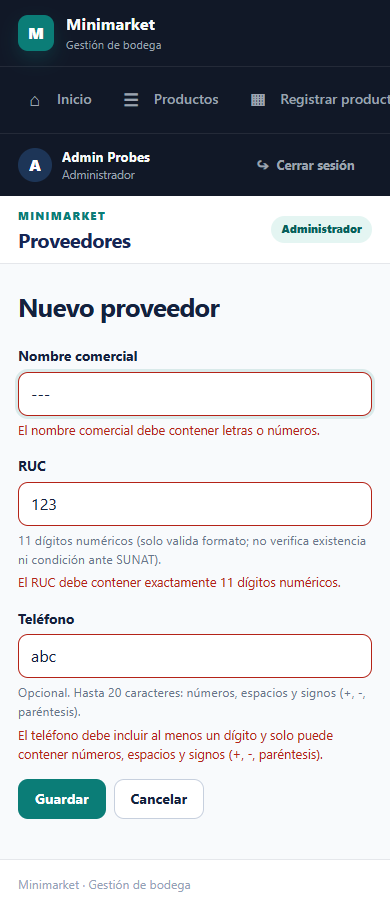 M
Minimarket
Gestión de bodega
Inicio Productos Registrar product
A
Admin Probes
Administrador
Cerrar sesión
MINIMARKET
Proveedores
Administrador
Nuevo proveedor
Nombre comercial
---
El nombre comercial debe contener letras o números.
RUC
123
11 dígitos numéricos (solo valida formato; no verifica existencia
ni condición ante SUNAT).
El RUC debe contener exactamente 11 dígitos numéricos.
Teléfono
abc
Opcional. Hasta 20 caracteres: números, espacios y signos (+, -,
paréntesis).
El teléfono debe incluir al menos un dígito y solo puede
contener números, espacios y signos (+, -, paréntesis).
Guardar Cancelar
Minimarket · Gestión de bodega